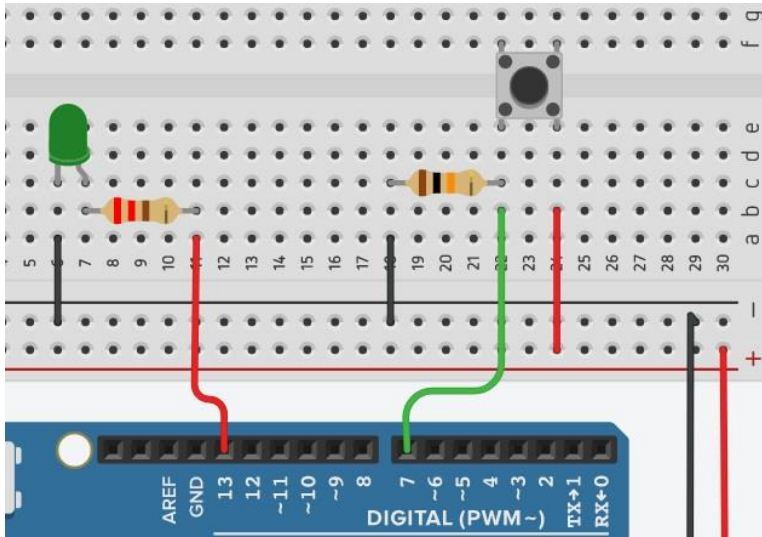 g
f
e
d
c
b
a
5 6 7 8 9 10 11 12 13 14 15 16 17 18 19 20 21 22 23 24 25 26 27 28 29 30
−
+
AREF GND 13 12 ~11 ~10 ~9 8 7 ~6 ~5 4 ~3 2 TX→1 RX←0
DIGITAL (PWM~)